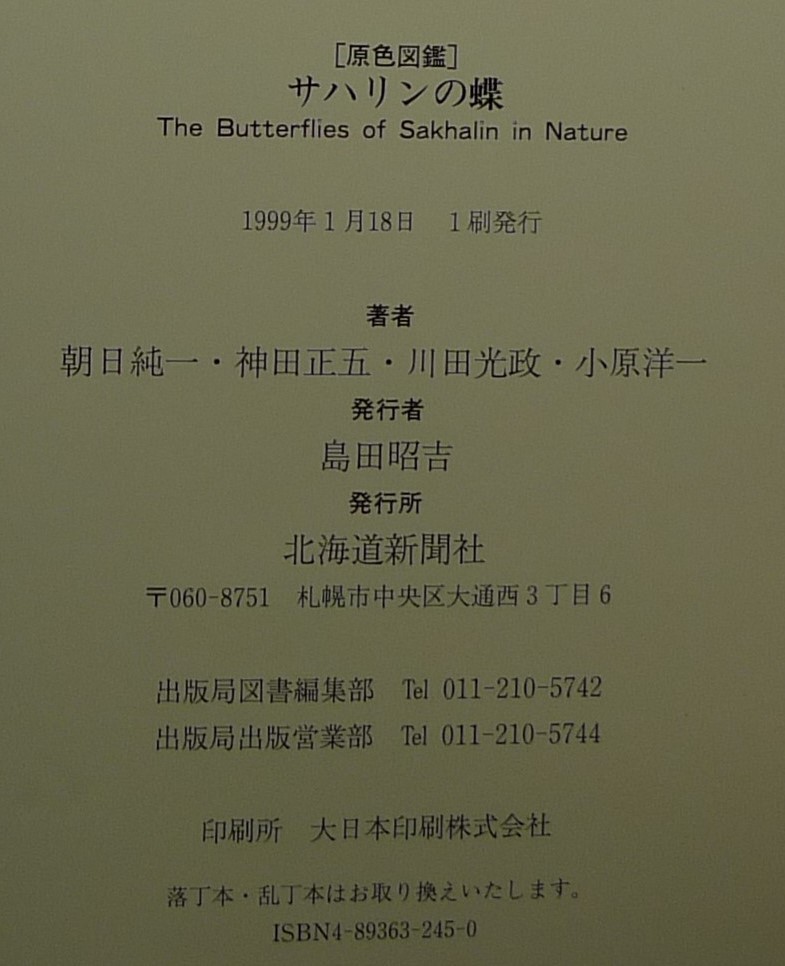 [原色図鑑]
サハリンの蝶
The Butterflies of Sakhalin in Nature
1999年1月18日　1刷発行
著者
朝日純一・神田正五・川田光政・小原洋一
発行者
島田昭吉
発行所
北海道新聞社
〒060-8751　札幌市中央区大通西3丁目6
出版局図書編集部　Tel 011-210-5742
出版局出版営業部　Tel 011-210-5744
印刷所　大日本印刷株式会社
落丁本・乱丁本はお取り換えいたします。
ISBN4-89363-245-0